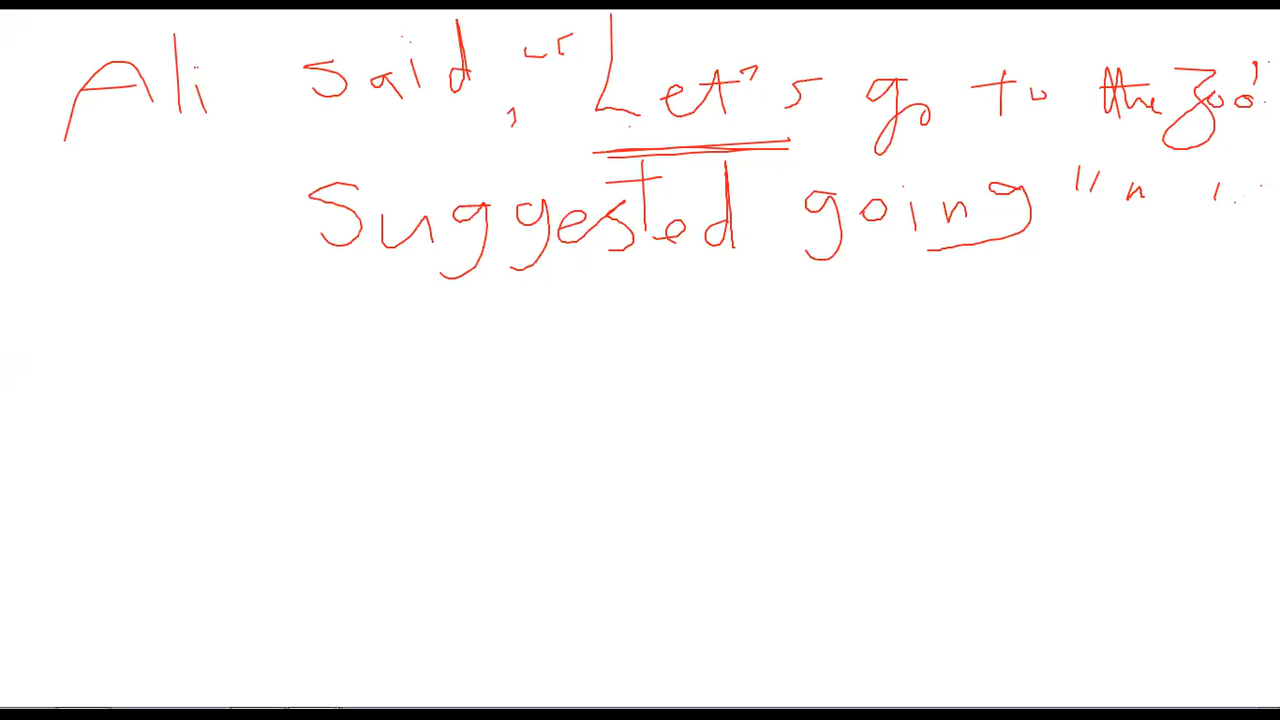 Ali said, "Let's go to the zoo"
Suggested going " " "